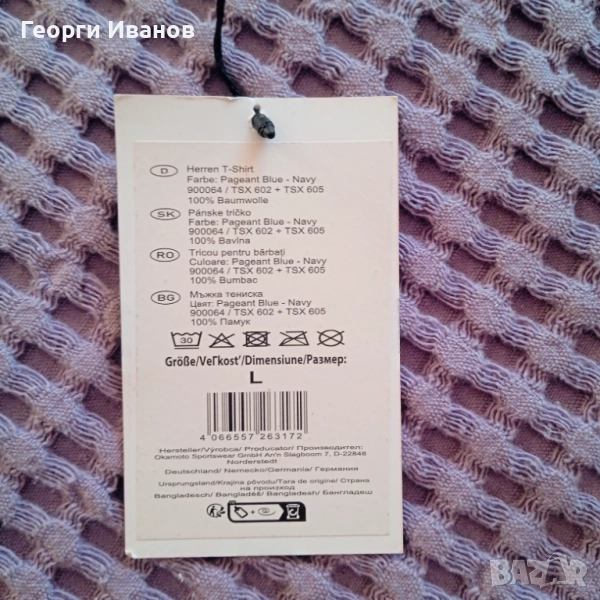 Георги Иванов
D Herren T-Shirt
Farbe: Pageant Blue - Navy
900064 / TSX 602 + TSX 605
100% Baumwolle
SK Pánske tričko
Farbe: Pageant Blue - Navy
900064 / TSX 602 + TSX 605
100% Bavlna
RO Tricou pentru bărbați
Culoare: Pageant Blue - Navy
900064 / TSX 602 + TSX 605
100% Bumbac
BG Мъжка тениска
Цвят: Pageant Blue - Navy
900064 / TSX 602 + TSX 605
100% Памук
30
Größe/Veľkosť/Dimensiune/Размер:
L
4 066557 263172
Hersteller/Výrobca/ Producator/ Производител:
Okamoto Sportswear GmbH An'n Slagboom 7, D-22848
Norderstedt
Deutschland/ Nemecko/Germania/ Германия
Ursprungsland/Krajina pôvodu/Tara de origine/ Страна
на произход
Bangladesch/ Bangladéš/ Bangladesh/ Бангладеш
BAZAR